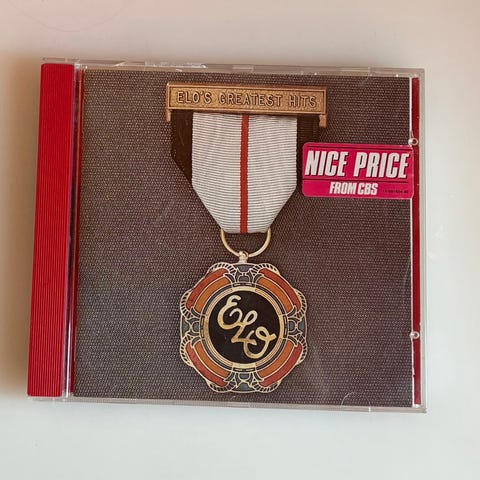 ELO'S GREATEST HITS
NICE PRICE
FROM CBS
ELO